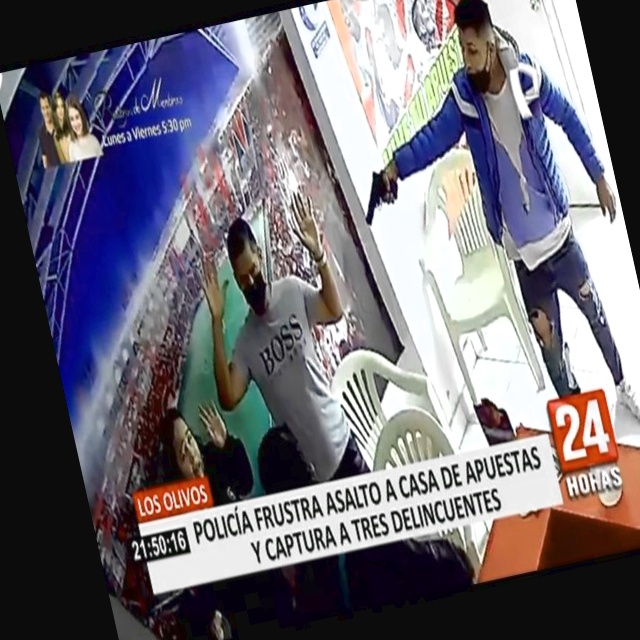 Lunes a Viernes 5:30 pm
BOSS
LOS OLIVOS
21:50:16
POLICÍA FRUSTRA ASALTO A CASA DE APUESTAS
Y CAPTURA A TRES DELINCUENTES
24
HORAS